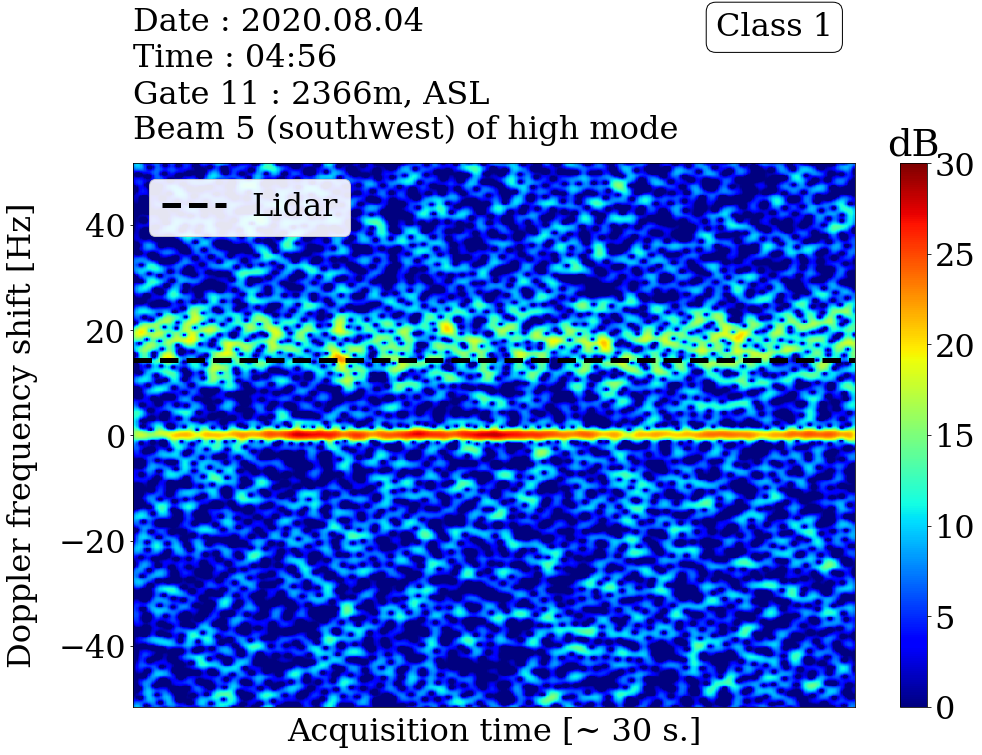 Date : 2020.08.04
Time : 04:56
Gate 11 : 2366m, ASL
Beam 5 (southwest) of high mode
Class 1
dB
Lidar
Doppler frequency shift [Hz]
40
20
0
−20
−40
30
25
20
15
10
5
0
Acquisition time [~ 30 s.]